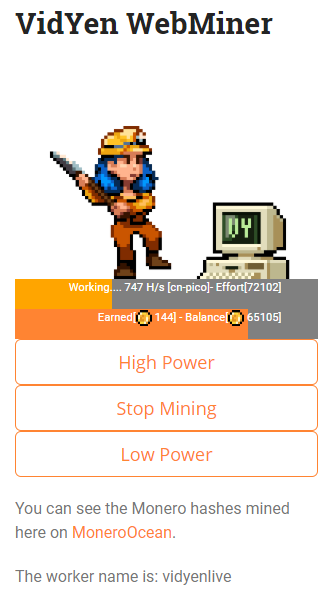 VidYen WebMiner
VY
Working.... 747 H/s [cn-pico]- Effort[72102]
Earned[ 144] - Balance[ 65105]
High Power
Stop Mining
Low Power
You can see the Monero hashes mined
here on MoneroOcean.
The worker name is: vidyenlive